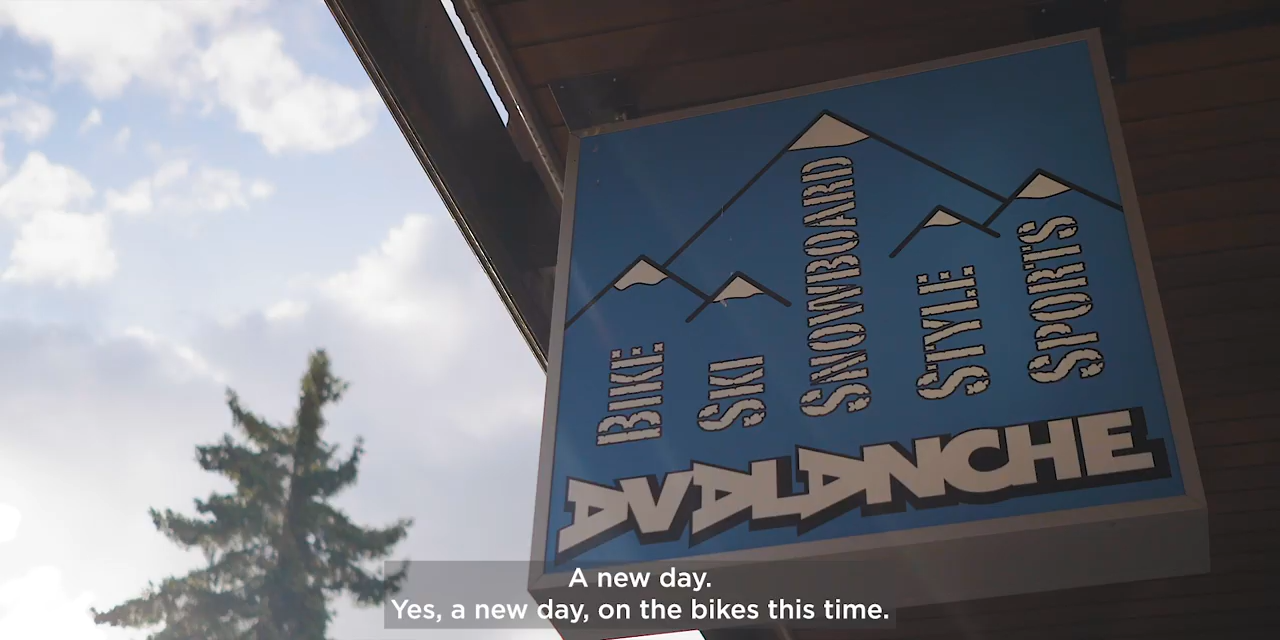 BIKE
SKI
SNOWBOARD
STYLE
SPORTS
AVALANCHE
A new day.
Yes, a new day, on the bikes this time.